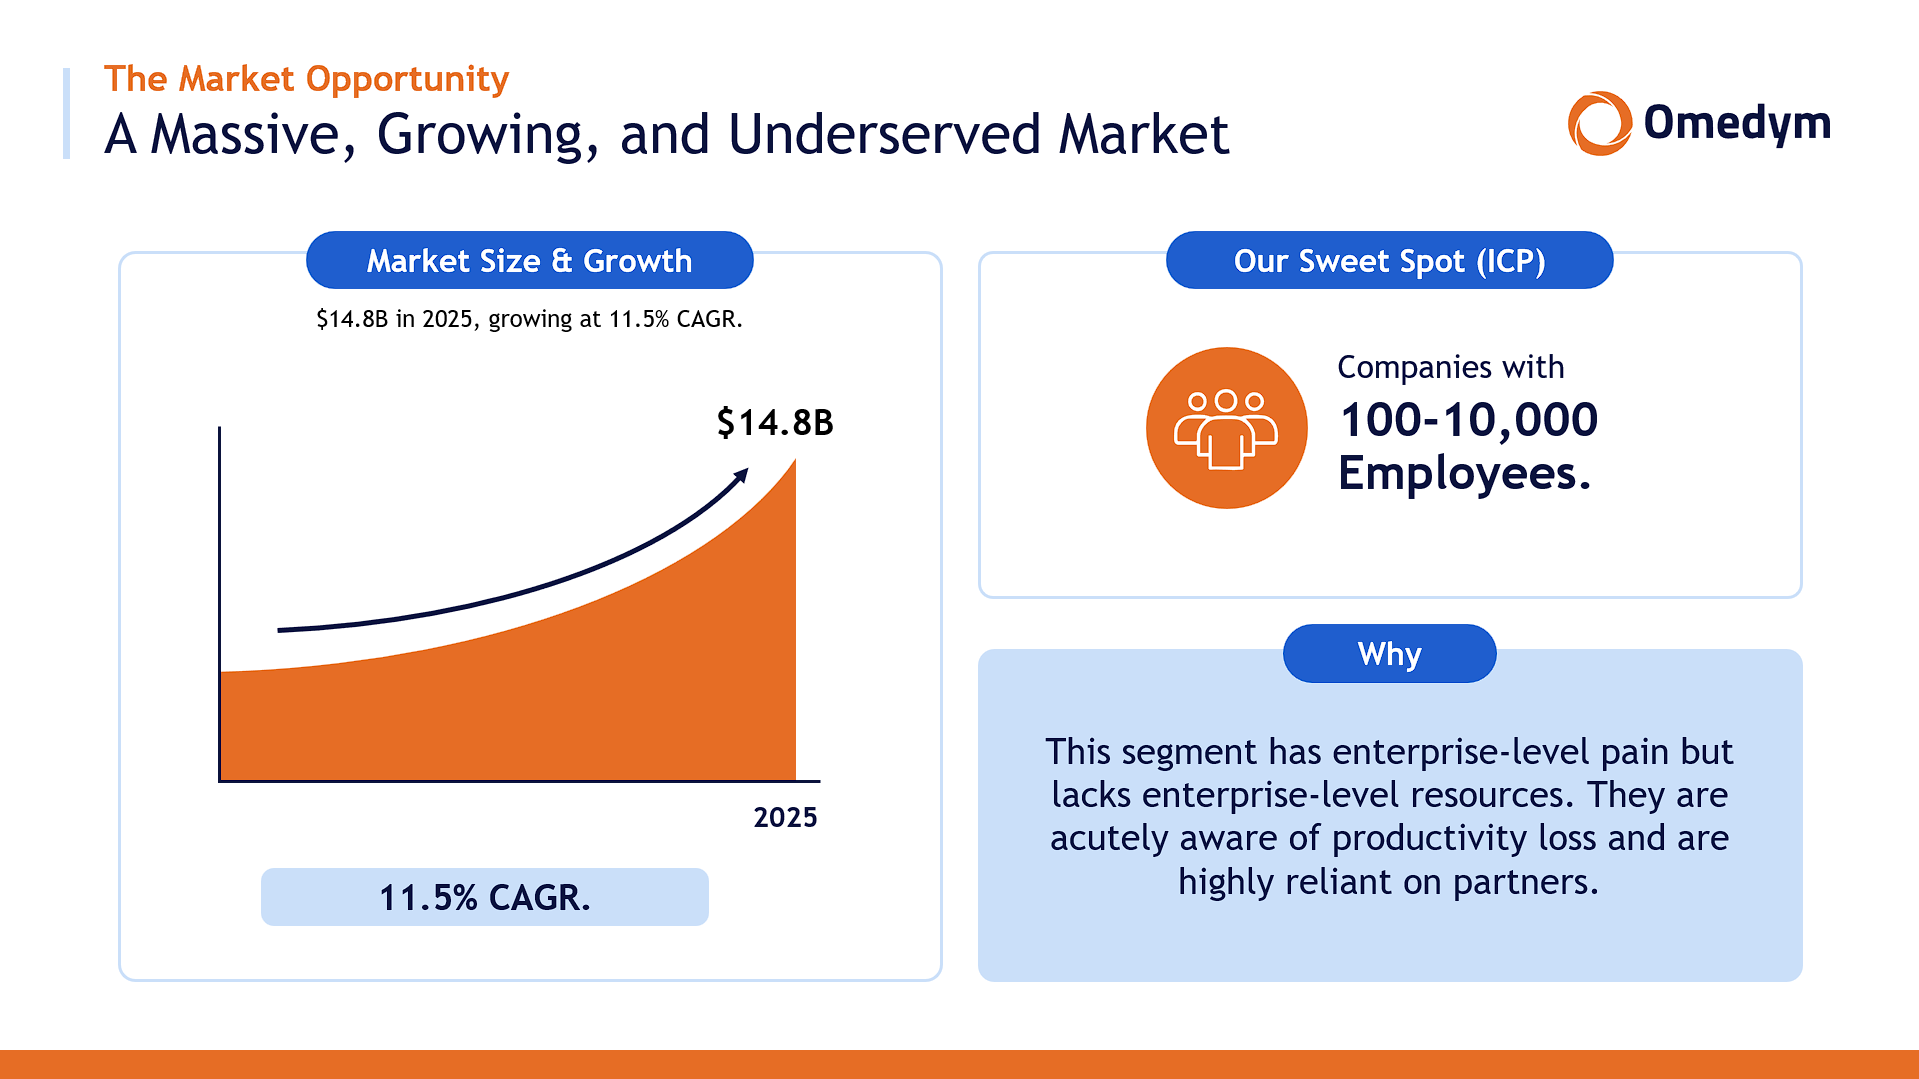 The Market Opportunity
A Massive, Growing, and Underserved Market
Omedym
Market Size & Growth
$14.8B in 2025, growing at 11.5% CAGR.
$14.8B
2025
11.5% CAGR.
Our Sweet Spot (ICP)
Companies with
100-10,000
Employees.
Why
This segment has enterprise-level pain but
lacks enterprise-level resources. They are
acutely aware of productivity loss and are
highly reliant on partners.